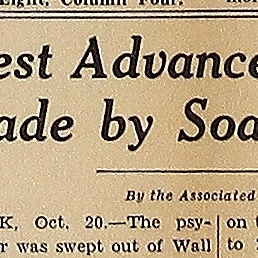 Eight, Column Four.
est Advance
ade by Soa
By the Associated
K, Oct. 20.—The psy-
r was swept out of Wall
on t
to